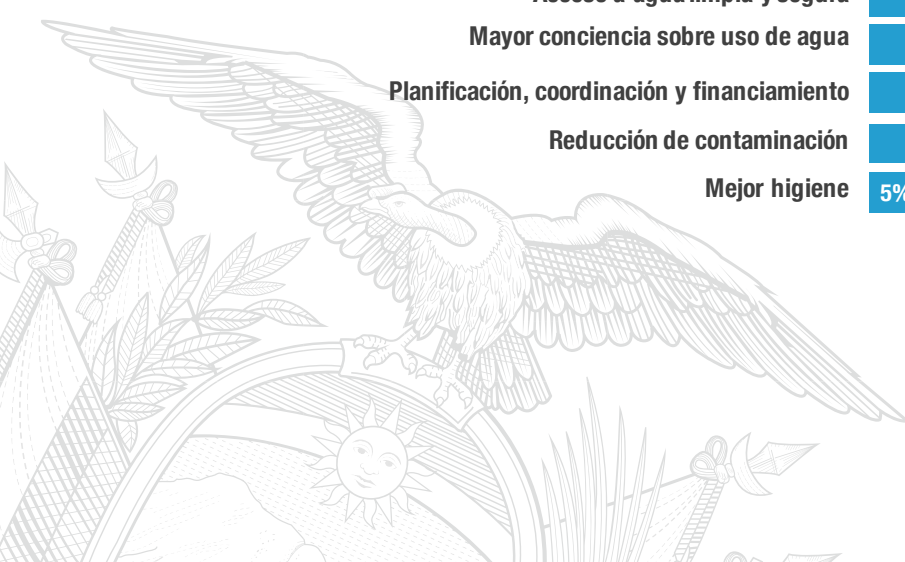 Mayor conciencia sobre uso de agua
Planificación, coordinación y financiamiento
Reducción de contaminación
Mejor higiene 5%